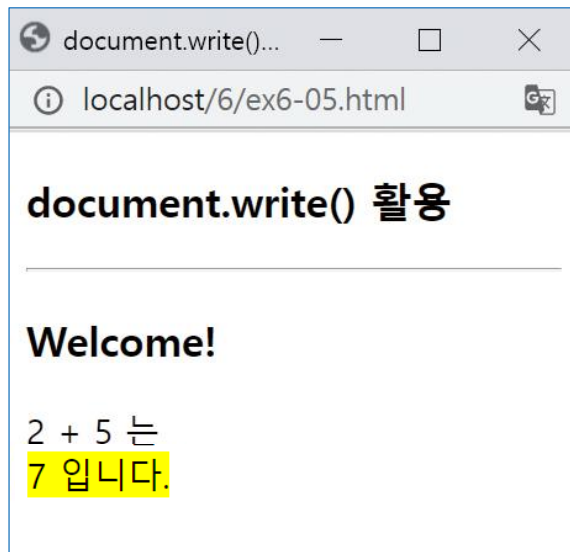 document.write()...
localhost/6/ex6-05.html
document.write() 활용
Welcome!
2 + 5 는
7 입니다.